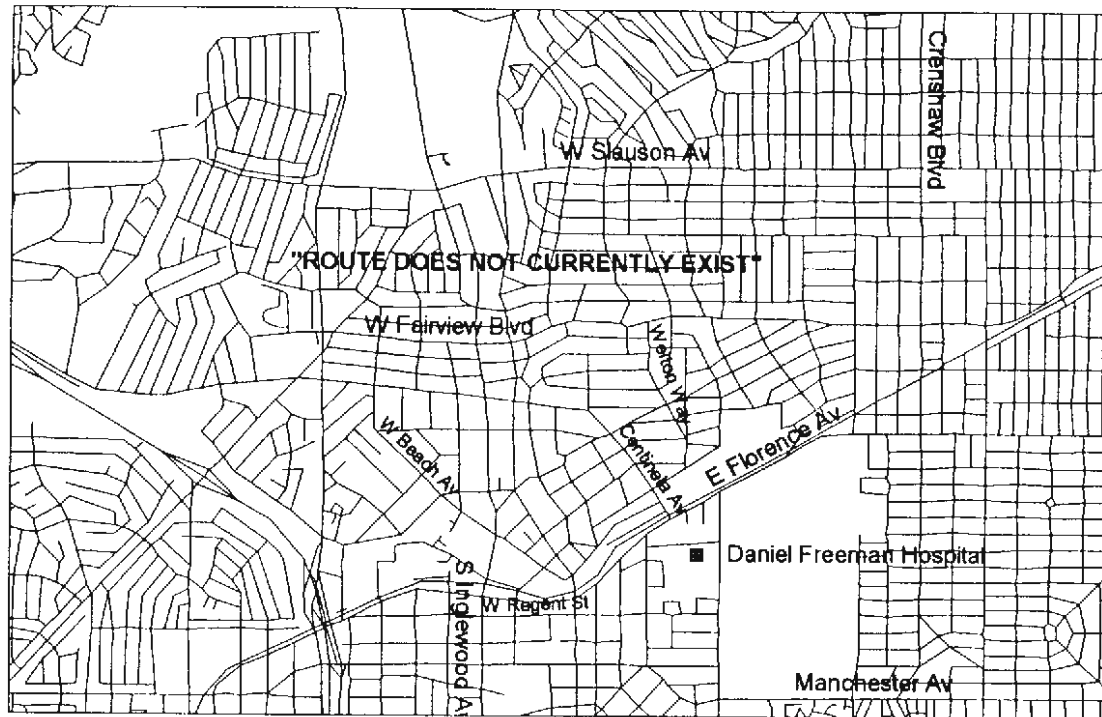 Crenshaw Blvd
W Slauson Av
"ROUTE DOES NOT CURRENTLY EXIST"
W Fairview Blvd
Welton Way
W Beach Av
Centinela Av
E Florence Av
Daniel Freeman Hospital
S Inglewood Av
W Regent St
Manchester Av